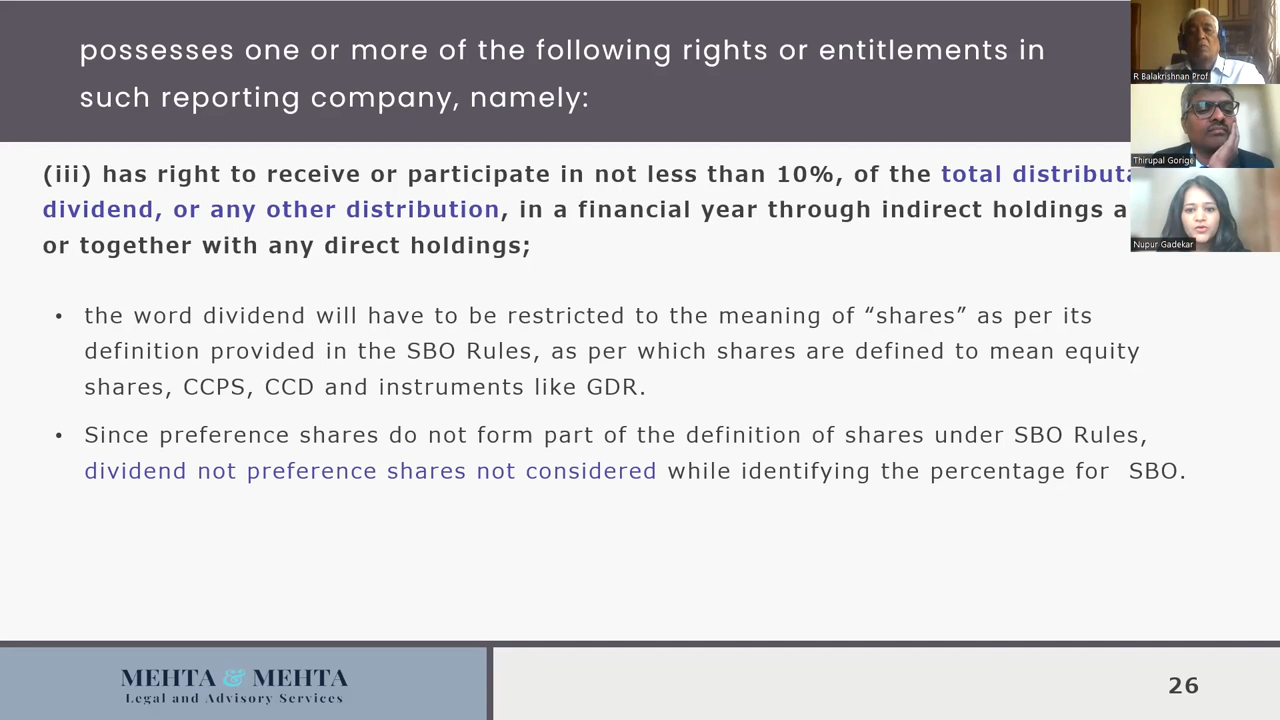 possesses one or more of the following rights or entitlements in
such reporting company, namely:
R Balakrishnan Prof
Thirupal Gorige
Nupur Gadekar
(iii) has right to receive or participate in not less than 10%, of the total
dividend, or any other distribution, in a financial year through indirect holdings
or together with any direct holdings;
• the word dividend will have to be restricted to the meaning of “shares” as per its
definition provided in the SBO Rules, as per which shares are defined to mean equity
shares, CCPS, CCD and instruments like GDR.
• Since preference shares do not form part of the definition of shares under SBO Rules,
dividend not preference shares not considered while identifying the percentage for SBO.
MEHTA & MEHTA
Legal and Advisory Services
26